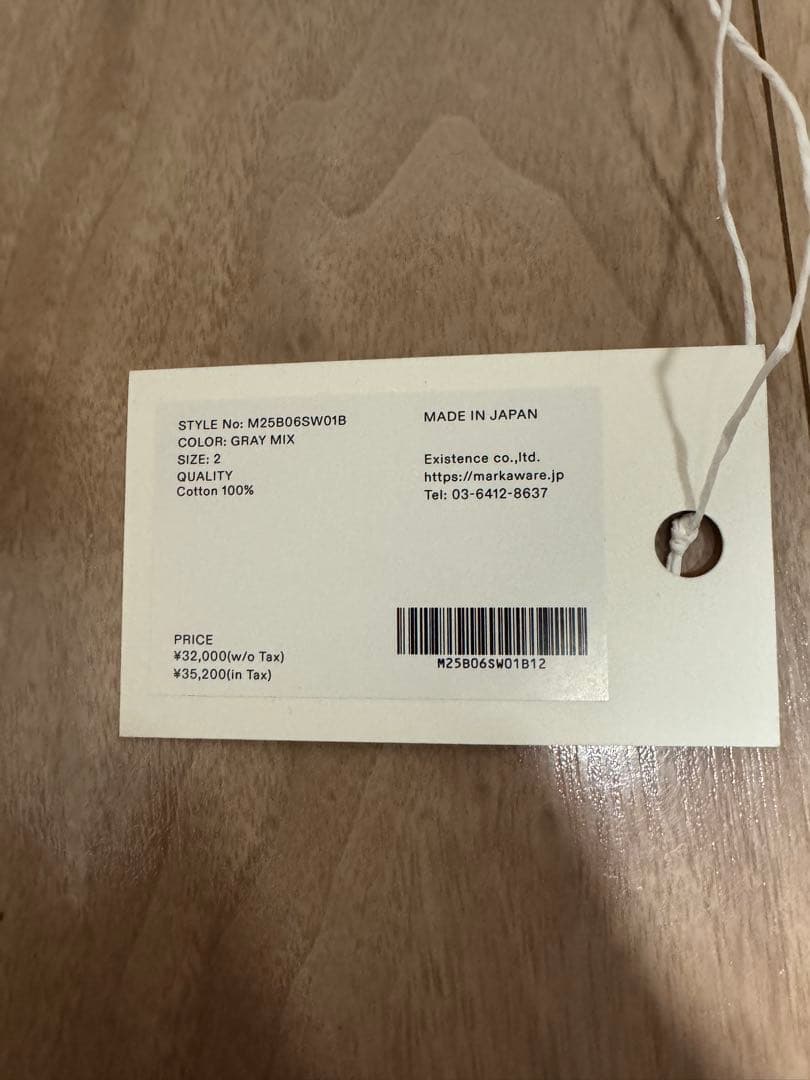 STYLE No: M25B06SW01B
COLOR: GRAY MIX
SIZE: 2
QUALITY
Cotton 100%
MADE IN JAPAN
Existence co.,ltd.
https://markaware.jp
Tel: 03-6412-8637
PRICE
¥32,000(w/o Tax)
¥35,200(in Tax)
M25B06SW01B12